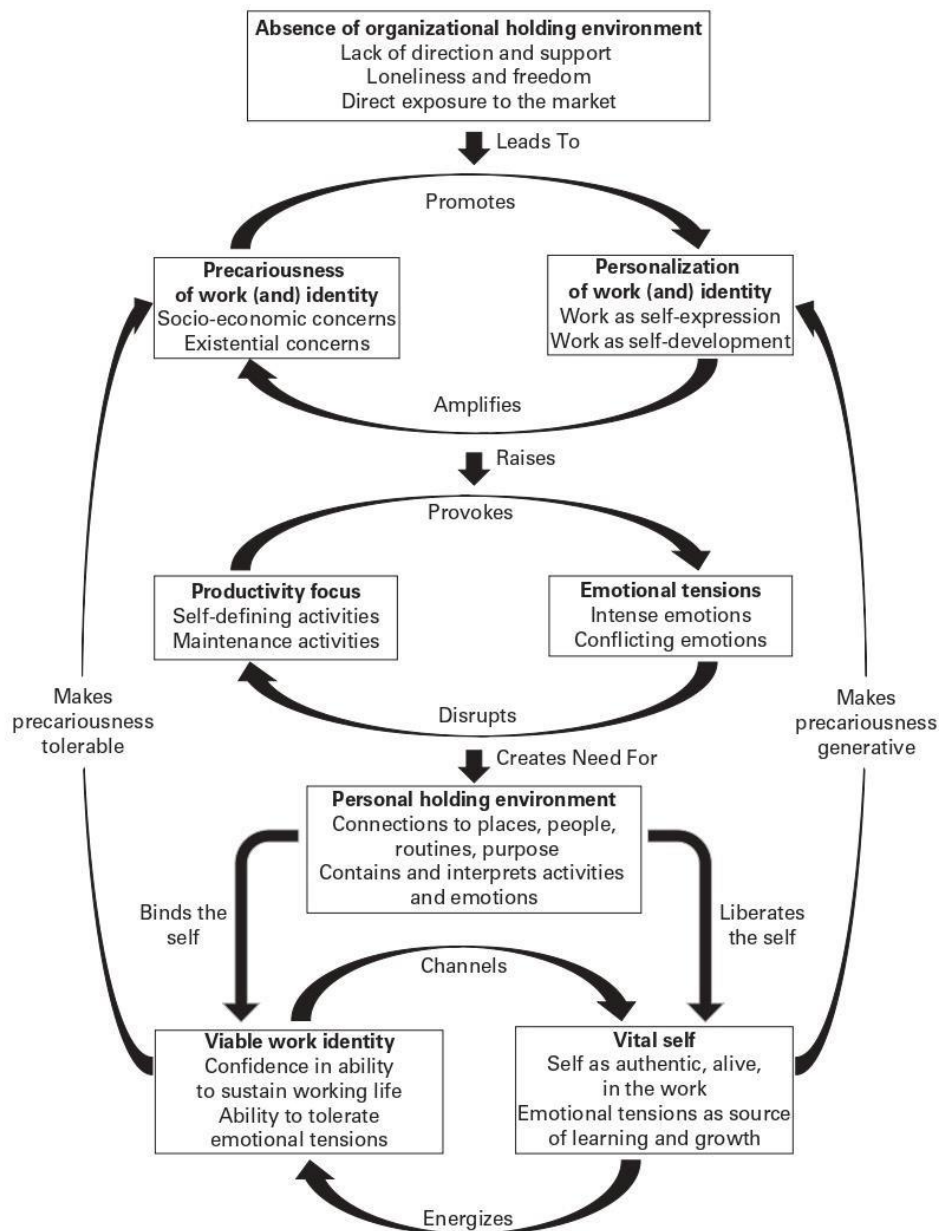 Absence of organizational holding environment
Lack of direction and support
Loneliness and freedom
Direct exposure to the market
Leads To
Promotes
Precariousness
of work (and) identity
Socio-economic concerns
Existential concerns
Personalization
of work (and) identity
Work as self-expression
Work as self-development
Amplifies
Raises
Provokes
Productivity focus
Self-defining activities
Maintenance activities
Emotional tensions
Intense emotions
Conflicting emotions
Makes
precariousness
tolerable
Disrupts
Makes
precariousness
generative
Creates Need For
Personal holding environment
Connections to places, people,
routines, purpose
Contains and interprets activities
and emotions
Binds the
self
Liberates
the self
Channels
Viable work identity
Confidence in ability
to sustain working life
Ability to tolerate
emotional tensions
Vital self
Self as authentic, alive,
in the work
Emotional tensions as source
of learning and growth
Energizes